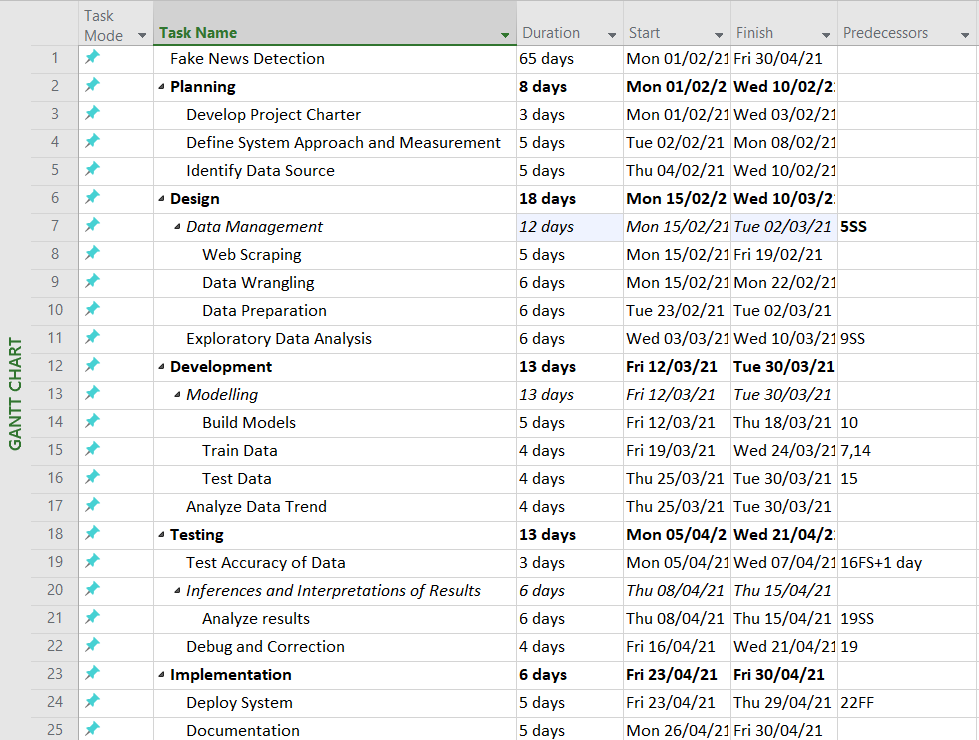 Task Mode Task Name Duration Start Finish Predecessors
1 Fake News Detection 65 days Mon 01/02/21 Fri 30/04/21
2 Planning 8 days Mon 01/02/2 Wed 10/02/2
3 Develop Project Charter 3 days Mon 01/02/21 Wed 03/02/21
4 Define System Approach and Measurement 5 days Tue 02/02/21 Mon 08/02/21
5 Identify Data Source 5 days Thu 04/02/21 Wed 10/02/21
6 Design 18 days Mon 15/02/2 Wed 10/03/2
7 Data Management 12 days Mon 15/02/21 Tue 02/03/21 5SS
8 Web Scraping 5 days Mon 15/02/21 Fri 19/02/21
9 Data Wrangling 6 days Mon 15/02/21 Mon 22/02/21
10 Data Preparation 6 days Tue 23/02/21 Tue 02/03/21
11 Exploratory Data Analysis 6 days Wed 03/03/21 Wed 10/03/21 9SS
12 Development 13 days Fri 12/03/21 Tue 30/03/21
13 Modelling 13 days Fri 12/03/21 Tue 30/03/21
14 Build Models 5 days Fri 12/03/21 Thu 18/03/21 10
15 Train Data 4 days Fri 19/03/21 Wed 24/03/21 7,14
16 Test Data 4 days Thu 25/03/21 Tue 30/03/21 15
17 Analyze Data Trend 4 days Thu 25/03/21 Tue 30/03/21
18 Testing 13 days Mon 05/04/2 Wed 21/04/2
19 Test Accuracy of Data 3 days Mon 05/04/21 Wed 07/04/21 16FS+1 day
20 Inferences and Interpretations of Results 6 days Thu 08/04/21 Thu 15/04/21
21 Analyze results 6 days Thu 08/04/21 Thu 15/04/21 19SS
22 Debug and Correction 4 days Fri 16/04/21 Wed 21/04/21 19
23 Implementation 6 days Fri 23/04/21 Fri 30/04/21
24 Deploy System 5 days Fri 23/04/21 Thu 29/04/21 22FF
25 Documentation 5 days Mon 26/04/21 Fri 30/04/21
GANTT CHART